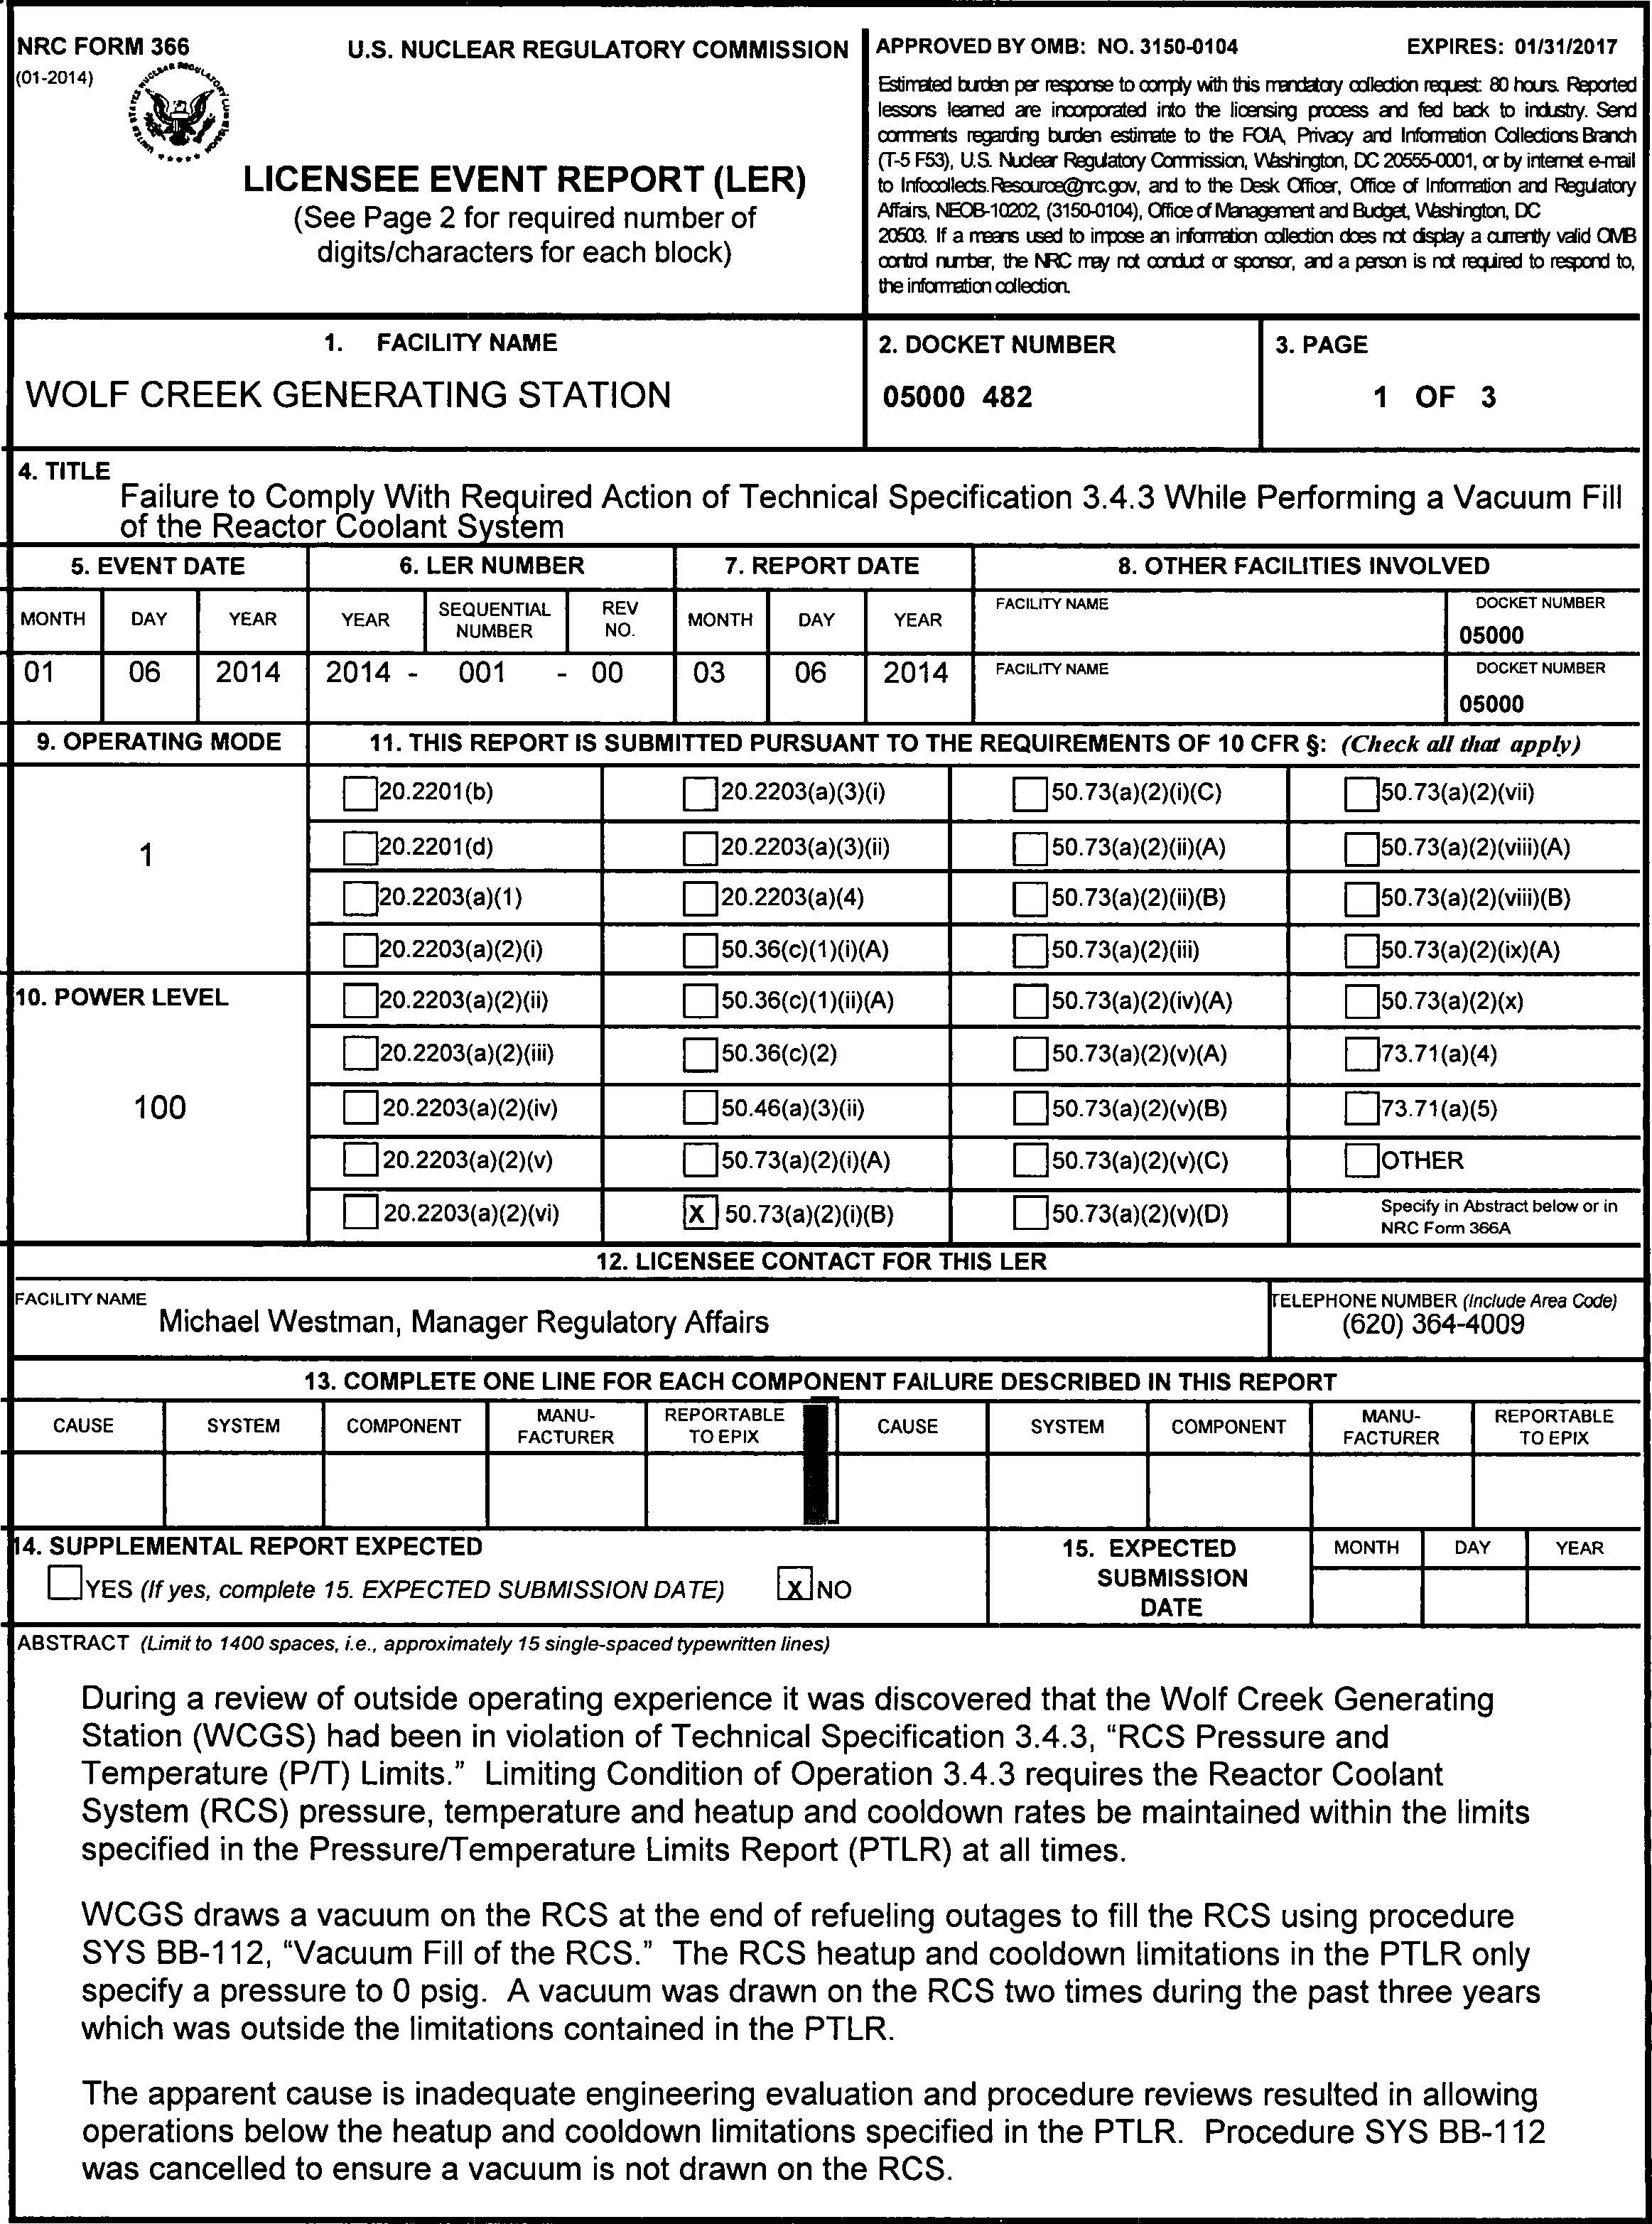 NRC FORM 366
(01-2014)
U.S. NUCLEAR REGULATORY COMMISSION
UNITED STATES NUCLEAR REGULATORY COMMISSION
LICENSEE EVENT REPORT (LER)
(See Page 2 for required number of
digits/characters for each block)
APPROVED BY OMB: NO. 3150-0104 EXPIRES: 01/31/2017
Estimated burden per response to comply with this mandatory collection request: 80 hours. Reported
lessons learned are incorporated into the licensing process and fed back to industry. Send
comments regarding burden estimate to the FOIA, Privacy and Information Collections Branch
(T-5 F53), U.S. Nuclear Regulatory Commission, Washington, DC 20555-0001, or by internet e-mail
to Infocollects.Resource@nrc.gov, and to the Desk Officer, Office of Information and Regulatory
Affairs, NEOB-10202, (3150-0104), Office of Management and Budget, Washington, DC
20503. If a means used to impose an information collection does not display a currently valid OMB
control number, the NRC may not conduct or sponsor, and a person is not required to respond to,
the information collection.
1. FACILITY NAME
WOLF CREEK GENERATING STATION
2. DOCKET NUMBER
05000 482
3. PAGE
1 OF 3
4. TITLE
Failure to Comply With Required Action of Technical Specification 3.4.3 While Performing a Vacuum Fill
of the Reactor Coolant System
5. EVENT DATE 6. LER NUMBER 7. REPORT DATE 8. OTHER FACILITIES INVOLVED
MONTH DAY YEAR YEAR SEQUENTIAL NUMBER REV NO. MONTH DAY YEAR FACILITY NAME DOCKET NUMBER
05000
01 06 2014 2014 - 001 - 00 03 06 2014 FACILITY NAME DOCKET NUMBER
05000
9. OPERATING MODE
1
10. POWER LEVEL
100
11. THIS REPORT IS SUBMITTED PURSUANT TO THE REQUIREMENTS OF 10 CFR §: (Check all that apply)
20.2201(b) 20.2203(a)(3)(i) 50.73(a)(2)(i)(C) 50.73(a)(2)(vii)
20.2201(d) 20.2203(a)(3)(ii) 50.73(a)(2)(ii)(A) 50.73(a)(2)(viii)(A)
20.2203(a)(1) 20.2203(a)(4) 50.73(a)(2)(ii)(B) 50.73(a)(2)(viii)(B)
20.2203(a)(2)(i) 50.36(c)(1)(i)(A) 50.73(a)(2)(iii) 50.73(a)(2)(ix)(A)
20.2203(a)(2)(ii) 50.36(c)(1)(ii)(A) 50.73(a)(2)(iv)(A) 50.73(a)(2)(x)
20.2203(a)(2)(iii) 50.36(c)(2) 50.73(a)(2)(v)(A) 73.71(a)(4)
20.2203(a)(2)(iv) 50.46(a)(3)(ii) 50.73(a)(2)(v)(B) 73.71(a)(5)
20.2203(a)(2)(v) 50.73(a)(2)(i)(A) 50.73(a)(2)(v)(C) OTHER
20.2203(a)(2)(vi) X 50.73(a)(2)(i)(B) 50.73(a)(2)(v)(D) Specify in Abstract below or in
NRC Form 366A
12. LICENSEE CONTACT FOR THIS LER
FACILITY NAME
Michael Westman, Manager Regulatory Affairs
TELEPHONE NUMBER (Include Area Code)
(620) 364-4009
13. COMPLETE ONE LINE FOR EACH COMPONENT FAILURE DESCRIBED IN THIS REPORT
CAUSE SYSTEM COMPONENT MANU-FACTURER REPORTABLE TO EPIX CAUSE SYSTEM COMPONENT MANU-FACTURER REPORTABLE TO EPIX
14. SUPPLEMENTAL REPORT EXPECTED
YES (If yes, complete 15. EXPECTED SUBMISSION DATE) X NO
15. EXPECTED
SUBMISSION
DATE
MONTH DAY YEAR
ABSTRACT (Limit to 1400 spaces, i.e., approximately 15 single-spaced typewritten lines)
During a review of outside operating experience it was discovered that the Wolf Creek Generating
Station (WCGS) had been in violation of Technical Specification 3.4.3, “RCS Pressure and
Temperature (P/T) Limits.” Limiting Condition of Operation 3.4.3 requires the Reactor Coolant
System (RCS) pressure, temperature and heatup and cooldown rates be maintained within the limits
specified in the Pressure/Temperature Limits Report (PTLR) at all times.
WCGS draws a vacuum on the RCS at the end of refueling outages to fill the RCS using procedure
SYS BB-112, “Vacuum Fill of the RCS.” The RCS heatup and cooldown limitations in the PTLR only
specify a pressure to 0 psig. A vacuum was drawn on the RCS two times during the past three years
which was outside the limitations contained in the PTLR.
The apparent cause is inadequate engineering evaluation and procedure reviews resulted in allowing
operations below the heatup and cooldown limitations specified in the PTLR. Procedure SYS BB-112
was cancelled to ensure a vacuum is not drawn on the RCS.